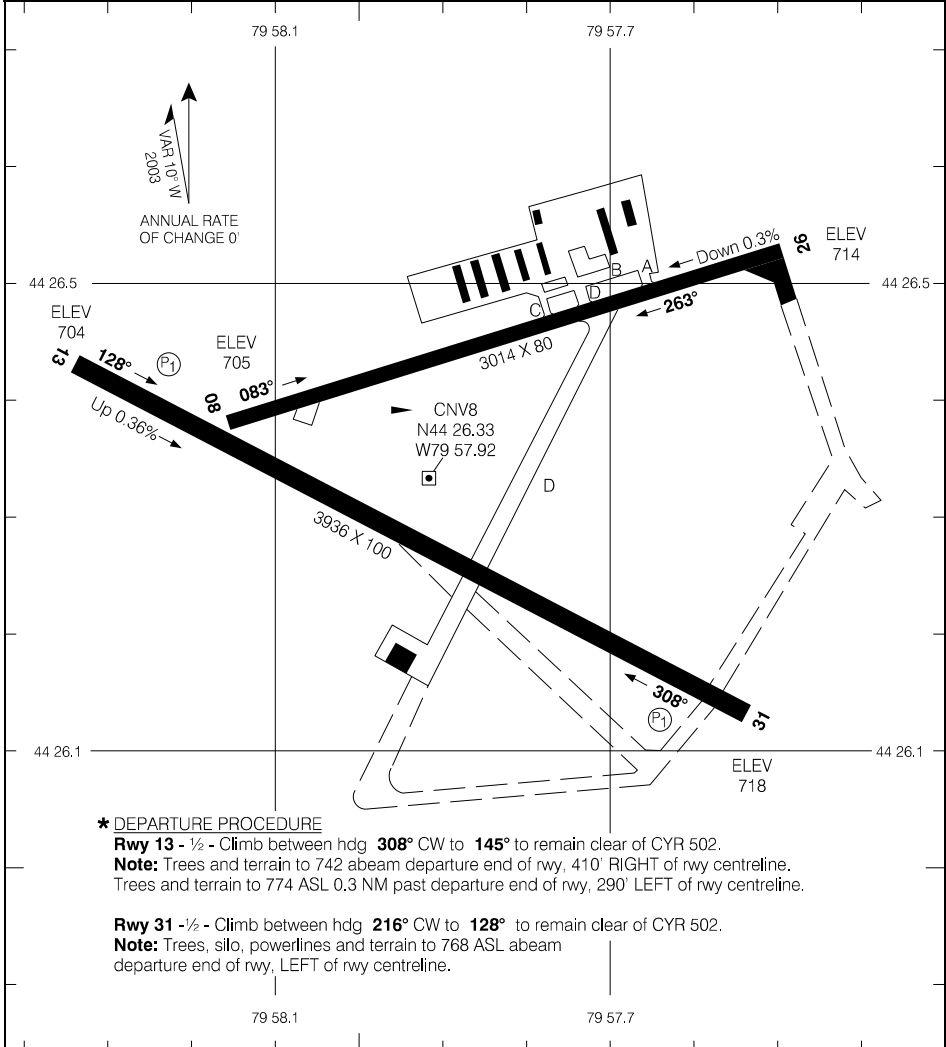 79 58.1
79 57.7
VAR 10° W
2003
ANNUAL RATE
OF CHANGE 0'
ELEV
714
26
Down 0.3%
A
B
D
C
44 26.5
44 26.5
263°
ELEV
704
13
128°
P1
ELEV
705
08
083°
3014 X 80
Up 0.36%
CNV8
N44 26.33
W79 57.92
D
3936 X 100
308°
P1
31
44 26.1
44 26.1
ELEV
718
* DEPARTURE PROCEDURE
Rwy 13 - ½ - Climb between hdg 308° CW to 145° to remain clear of CYR 502.
Note: Trees and terrain to 742 abeam departure end of rwy, 410' RIGHT of rwy centreline.
Trees and terrain to 774 ASL 0.3 NM past departure end of rwy, 290' LEFT of rwy centreline.
Rwy 31 -½ - Climb between hdg 216° CW to 128° to remain clear of CYR 502.
Note: Trees, silo, powerlines and terrain to 768 ASL abeam
departure end of rwy, LEFT of rwy centreline.
79 58.1
79 57.7